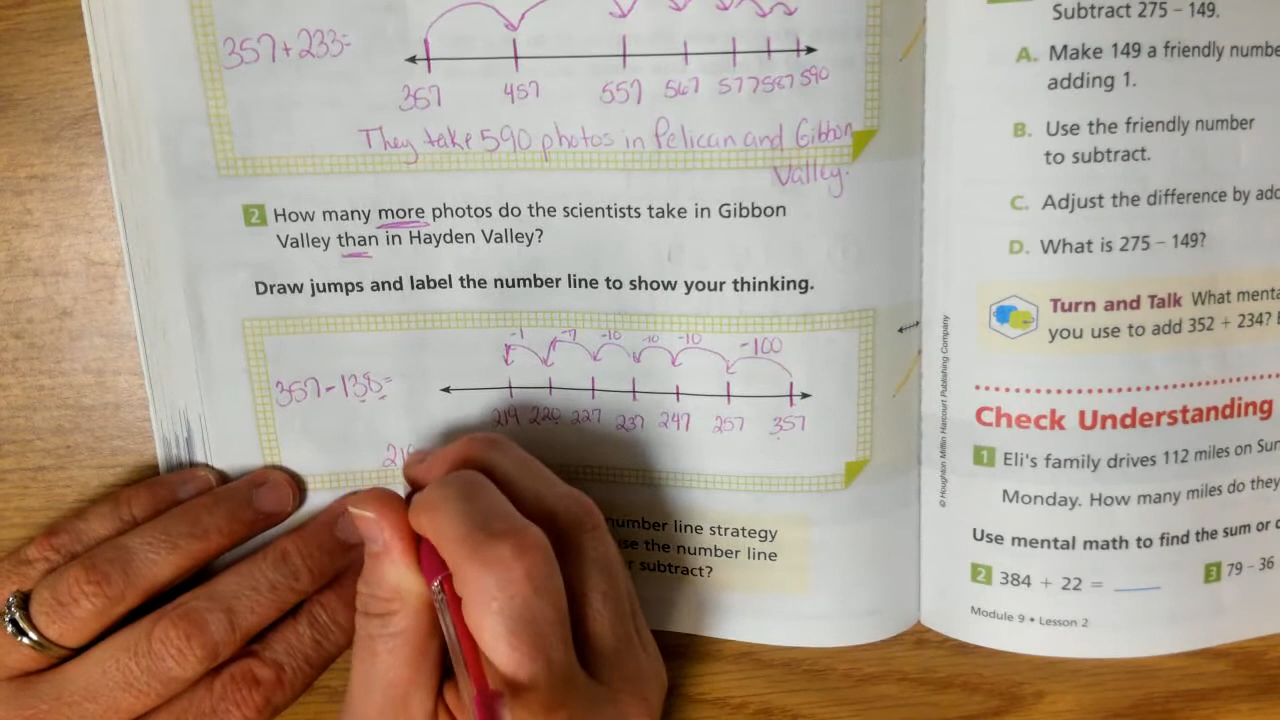 357+233=
357 457 557 567 577 587 590
They take 590 photos in Pelican and Gibbon
Valley.
2 How many more photos do the scientists take in Gibbon
Valley than in Hayden Valley?
Draw jumps and label the number line to show your thinking.
-1 -7 -10 -10 -10 -100
357-138=
219 220 227 237 247 257 357
number line strategy
the number line
subtract?
Subtract 275 – 149.
A. Make 149 a friendly
adding 1.
B. Use the friendly number
to subtract.
C. Adjust the difference by
D. What is 275 – 149?
Turn and Talk What
you use to add 352 + 234?
© Houghton Mifflin Harcourt Publishing Company
Check Understanding
1 Eli's family drives 112 miles on
Monday. How many miles do they
Use mental math to find the sum or
2 384 + 22 = 3 79 – 36
Module 9 • Lesson 2